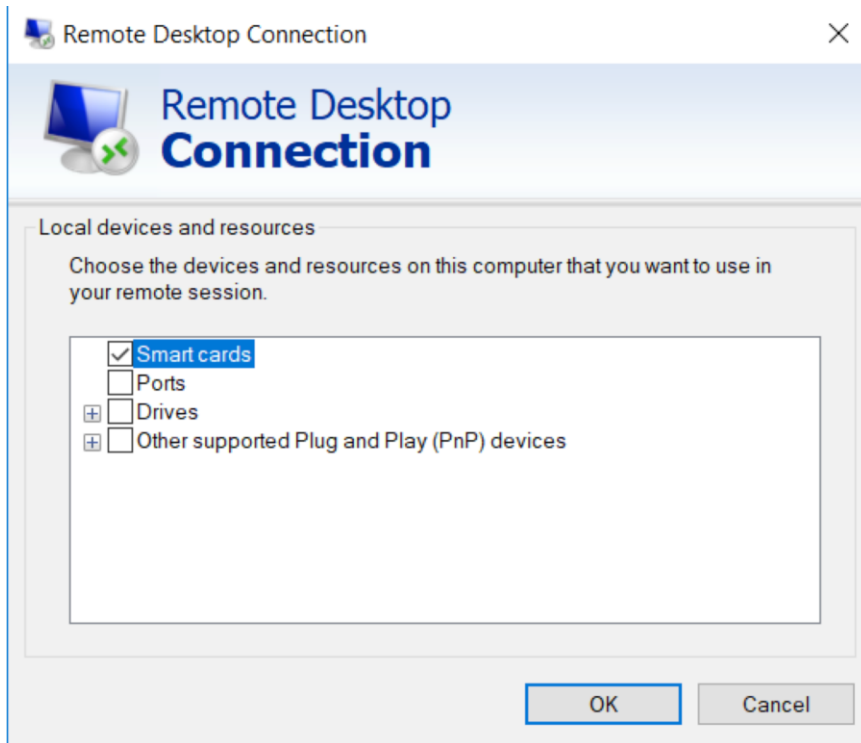 Remote Desktop Connection
Remote Desktop
Connection
Local devices and resources
Choose the devices and resources on this computer that you want to use in
your remote session.
Smart cards
Ports
Drives
Other supported Plug and Play (PnP) devices
OK
Cancel